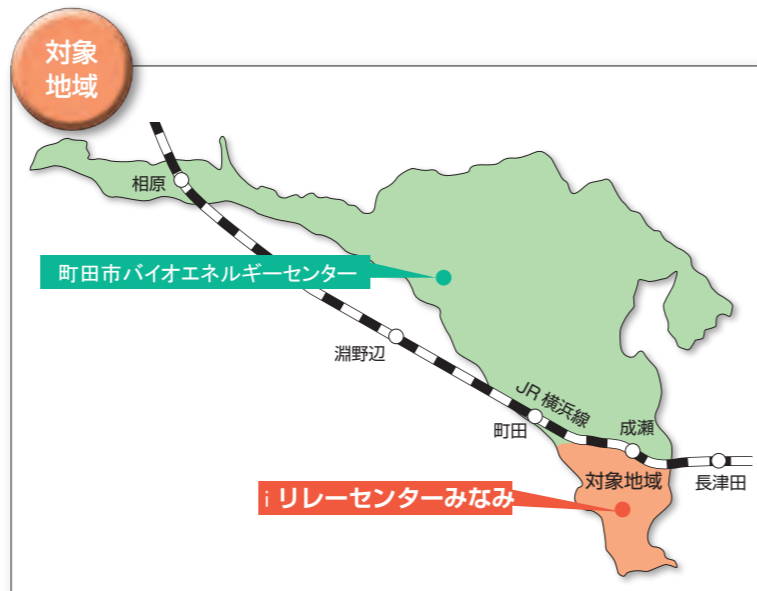 対象
地域
相原
町田市バイオエネルギーセンター
淵野辺
JR横浜線
町田
成瀬
対象地域
長津田
i リレーセンターみなみ